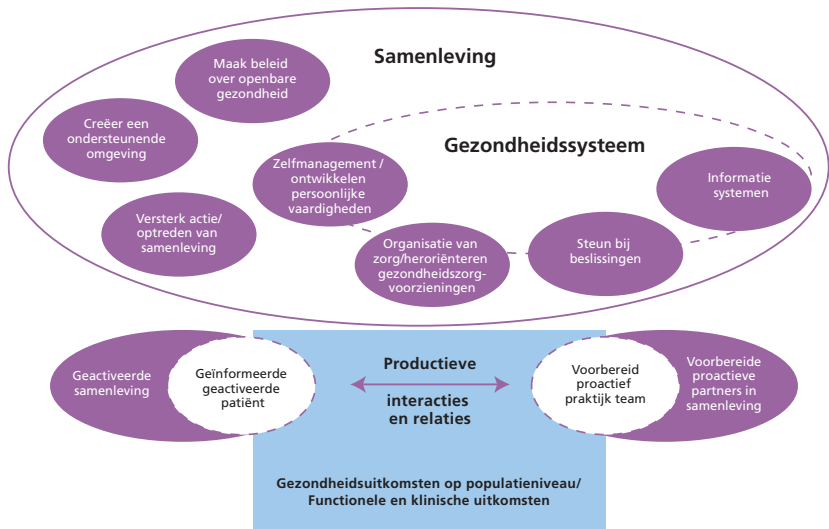 Samenleving
Maak beleid
over openbare
gezondheid
Creëer een
ondersteunende
omgeving
Versterk actie/
optreden van
samenleving
Gezondheidssysteem
Zelfmanagement /
ontwikkelen
persoonlijke
vaardigheden
Organisatie van
zorg/heroriënteren
gezondheidszorg-
voorzieningen
Steun bij
beslissingen
Informatie
systemen
Geactiveerde
samenleving
Geïnformeerde
geactiveerde
patiënt
Productieve
interacties
en relaties
Voorbereid
proactief
praktijk team
Voorbereide
proactieve
partners in
samenleving
Gezondheidsuitkomsten op populatieniveau/
Functionele en klinische uitkomsten